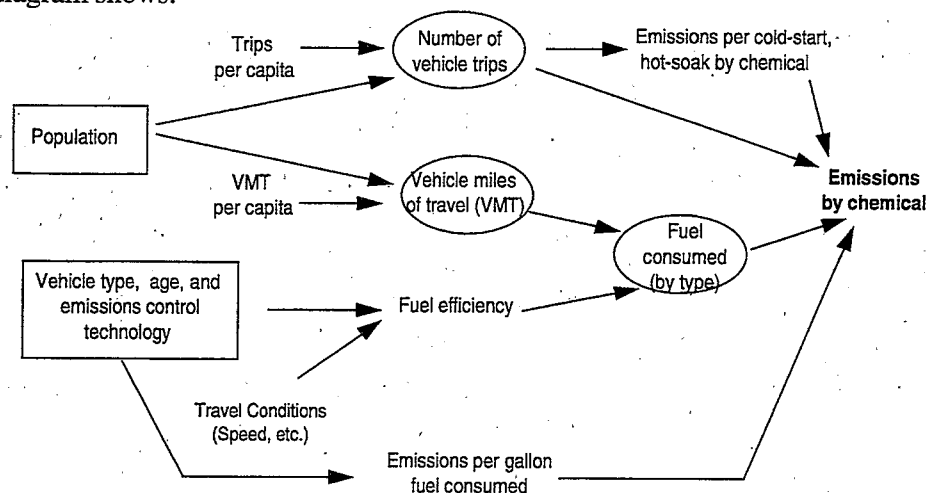 diagram shows:
Trips
per capita
Number of
vehicle trips
Emissions per cold-start,
hot-soak by chemical
Population
VMT
per capita
Vehicle miles
of travel (VMT)
Emissions
by chemical
Fuel
consumed
(by type)
Vehicle type, age, and
emissions control
technology
Fuel efficiency
Travel Conditions
(Speed, etc.)
Emissions per gallon
fuel consumed